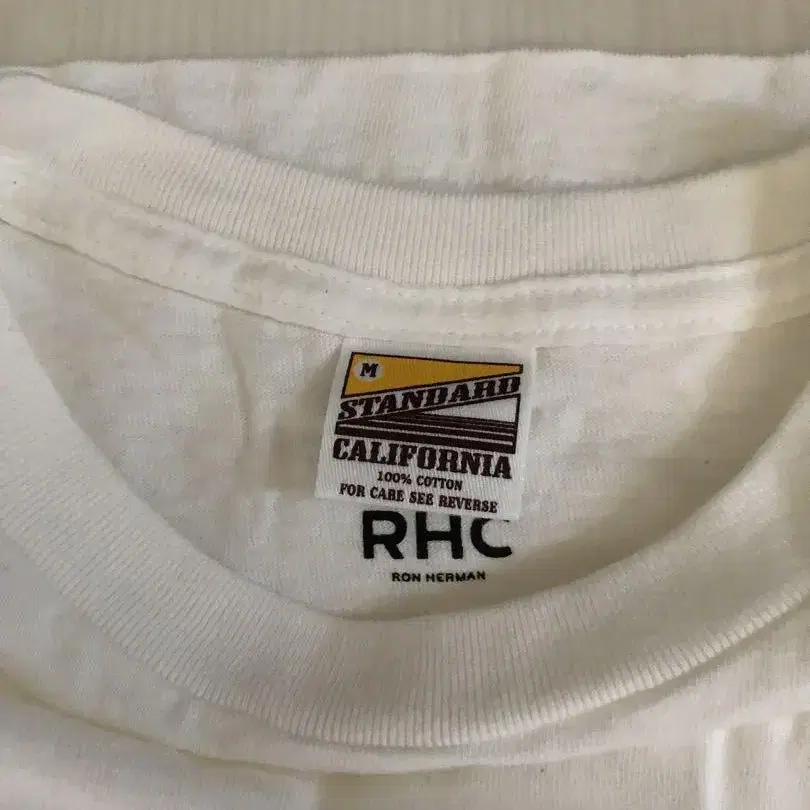 M
STANDARD
CALIFORNIA
100% COTTON
FOR CARE SEE REVERSE
RHC
RON HERMAN